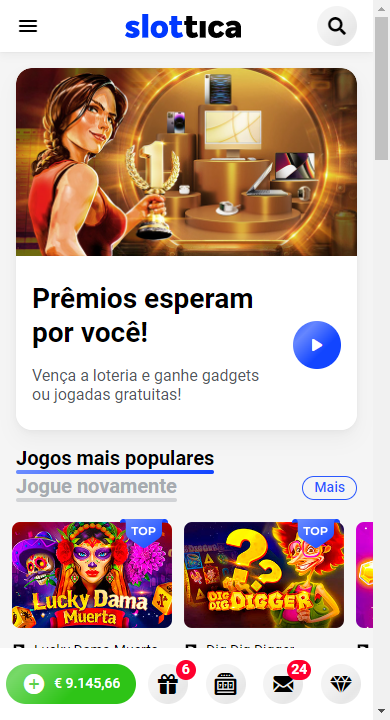 slottica
Prêmios esperam
por você!
Vença a loteria e ganhe gadgets
ou jogadas gratuitas!
Jogos mais populares
Jogue novamente
Mais
TOP
TOP
LUCKY DAMA
MUERTA
DIG DIG
DIGGER
Lucky Dama Muerta
Dig Dig Digger
€ 9.145,66
6
24